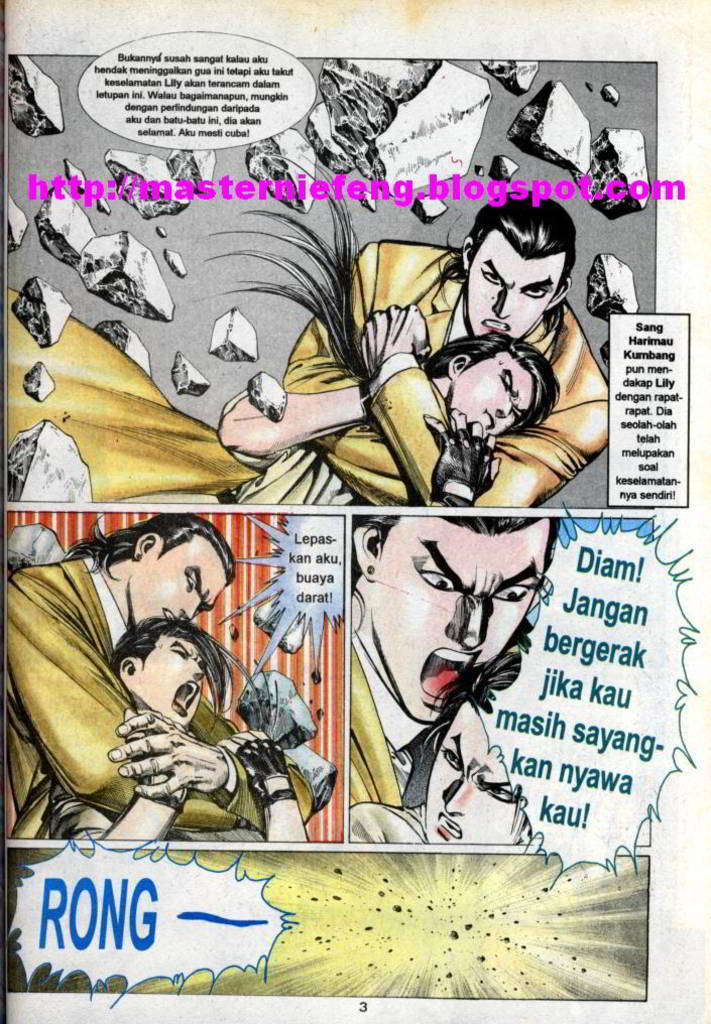 Bukannya susah sangat kalau aku
hendak meninggalkan gua ini tetapi aku takut
keselamatan Lily akan terancam dalam
letupan ini. Walau bagaimanapun, mungkin
dengan perlindungan daripada
aku dan batu-batu ini, dia akan
selamat. Aku mesti cuba!
http://masterniefeng.blogspot.com
Sang
Harimau
Kumbang
pun men-
dakap Lily
dengan rapat-
rapat. Dia
seolah-olah
telah
melupakan
soal
keselamatan-
nya sendiri!
Lepas-
kan aku,
buaya
darat!
Diam!
Jangan
bergerak
jika kau
masih sayang-
kan nyawa
kau!
RONG —
3